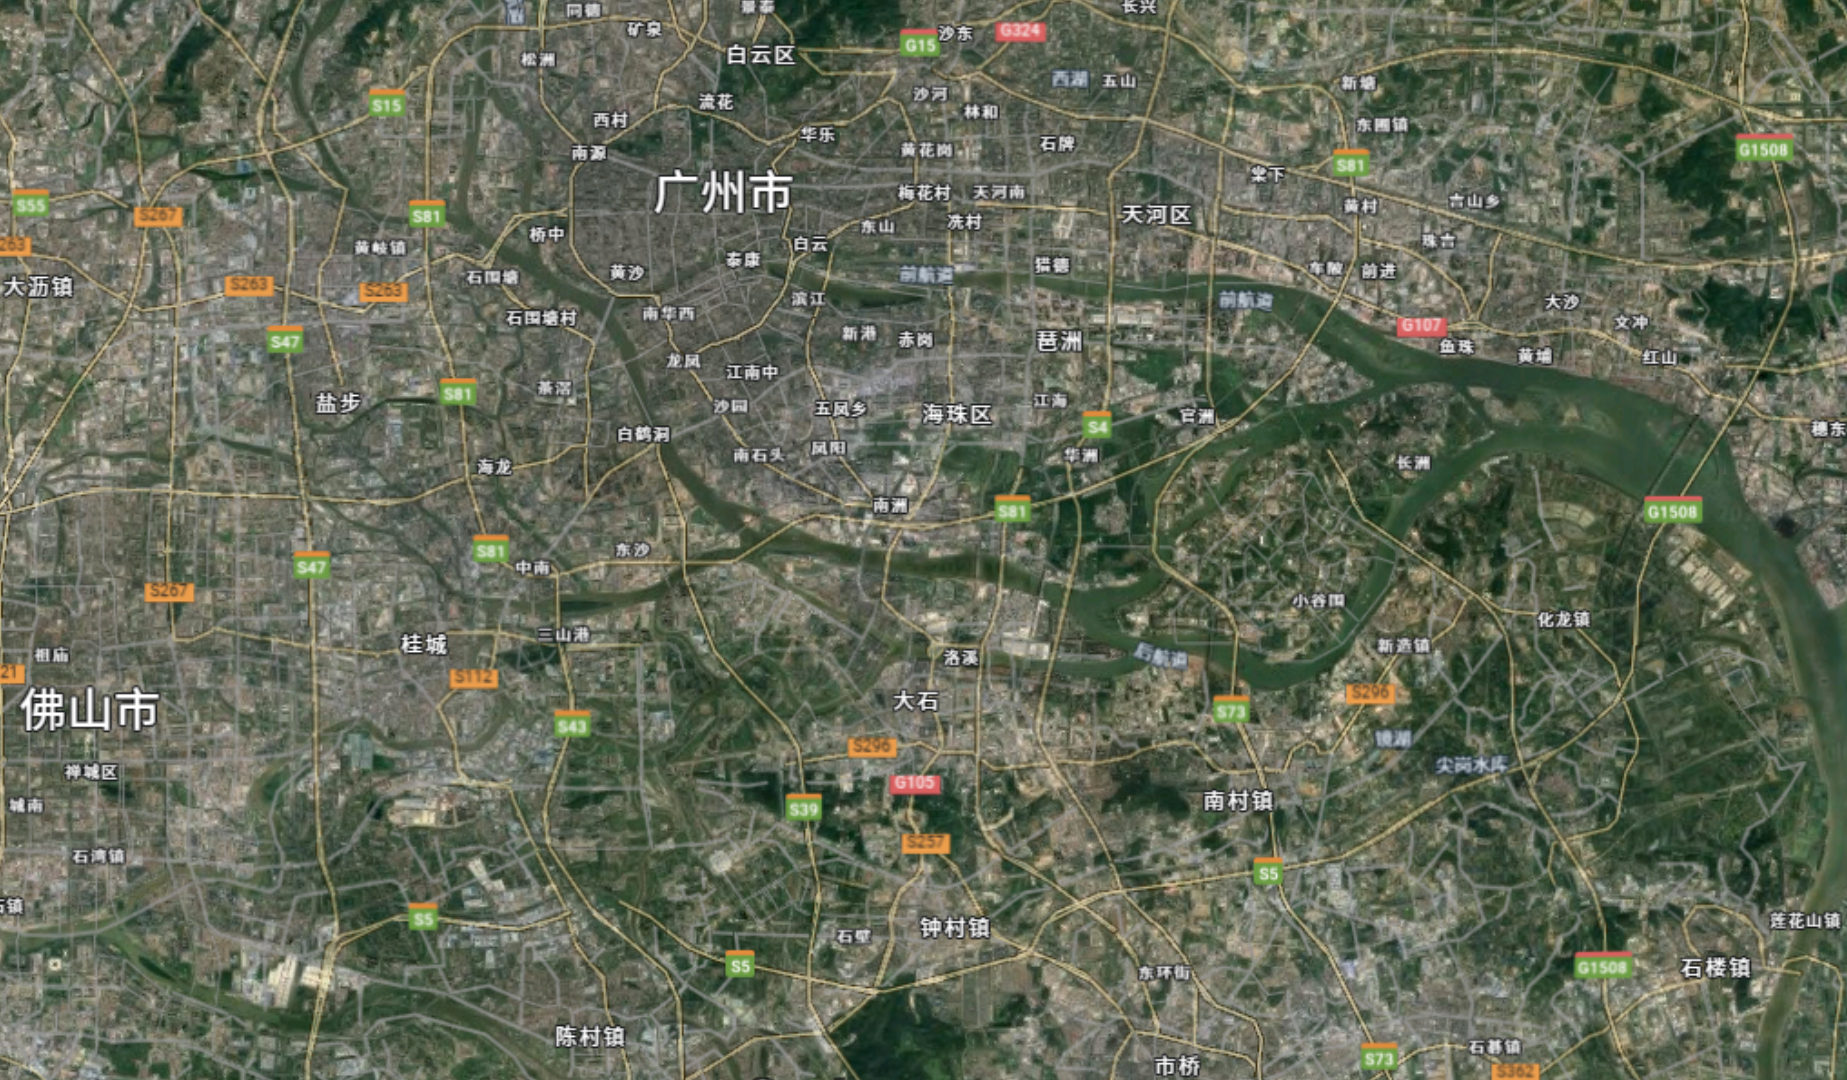 同德
景泰
长兴
矿泉
沙东
G324
G15
白云区
松洲
西湖
五山
新塘
沙河
S15
流花
林和
西村
东圃镇
华乐
石牌
G1508
南源
黄花岗
S81
棠下
广州市
梅花村
天河南
S55
S267
S81
天河区
黄村
吉山乡
冼村
东山
桥中
263
黄岐镇
白云
珠吉
泰康
猎德
车陂
前进
黄沙
前航道
石围塘
大沥镇
S263
S263
滨江
前航道
大沙
南华西
石围塘村
文冲
G107
新港
赤岗
琶洲
S47
鱼珠
黄埔
红山
龙凤
江南中
茶滘
S81
盐步
沙园
五凤乡
海珠区
江海
官洲
S4
穗东
白鹤洞
凤阳
南石头
华洲
长洲
海龙
南洲
S81
G1508
S81
东沙
中南
S47
S267
小谷围
化龙镇
三山港
桂城
新造镇
祖庙
洛溪
后航道
21
S112
S296
大石
佛山市
S73
S43
镜湖
S296
尖岗水库
禅城区
G105
南村镇
城南
S39
S257
石湾镇
S5
S5
莲花山镇
钟村镇
石壁
S5
东环街
G1508
石楼镇
陈村镇
石碁镇
S73
市桥
S362